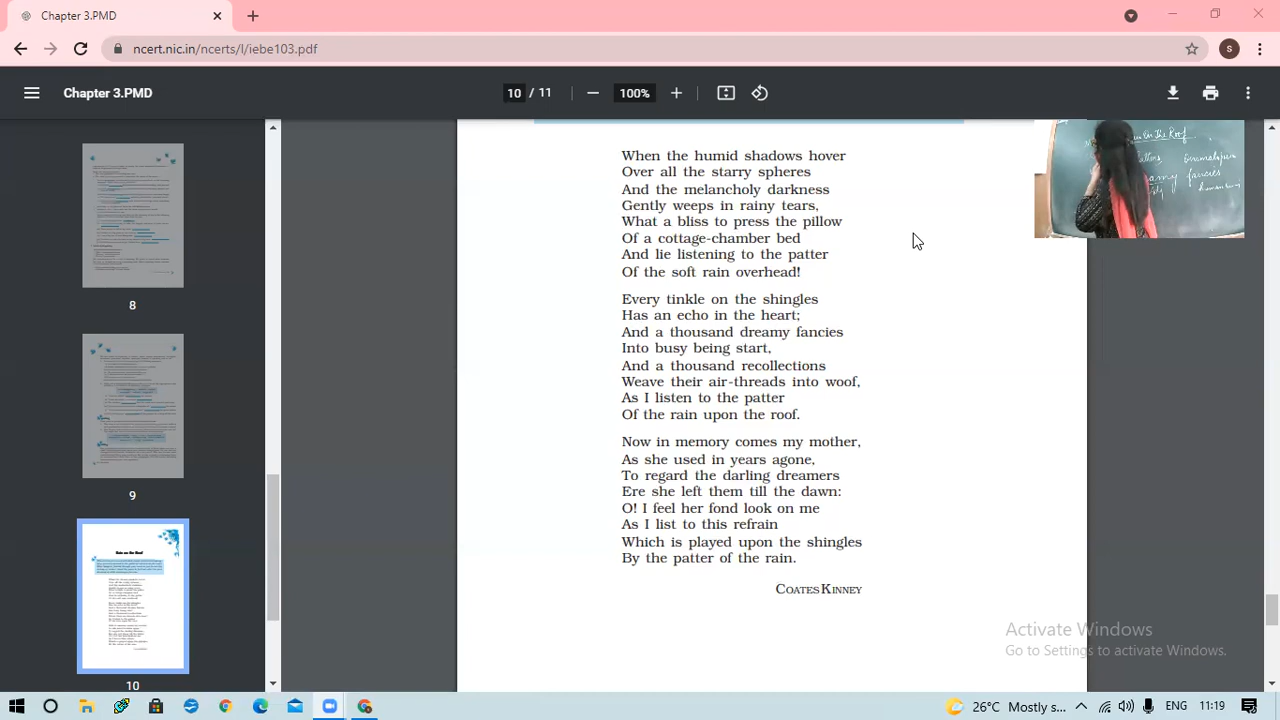 Chapter 3.PMD
ncert.nic.in/ncerts/l/iebe103.pdf
S
Chapter 3.PMD
10 / 11
100%
8
9
Rain on the Roof
10
When the humid shadows hover
Over all the starry spheres
And the melancholy darkness
Gently weeps in rainy tears,
What a bliss to press the pillow
Of a cottage-chamber bed
And lie listening to the patter
Of the soft rain overhead!
Every tinkle on the shingles
Has an echo in the heart;
And a thousand dreamy fancies
Into busy being start,
And a thousand recollections
Weave their air-threads into woof,
As I listen to the patter
Of the rain upon the roof.
Now in memory comes my mother,
As she used in years agone,
To regard the darling dreamers
Ere she left them till the dawn:
O! I feel her fond look on me
As I list to this refrain
Which is played upon the shingles
By the patter of the rain.
COATES KINNEY
on the Roof
fancies
Activate Windows
Go to Settings to activate Windows.
26°C Mostly s... ENG 11:19